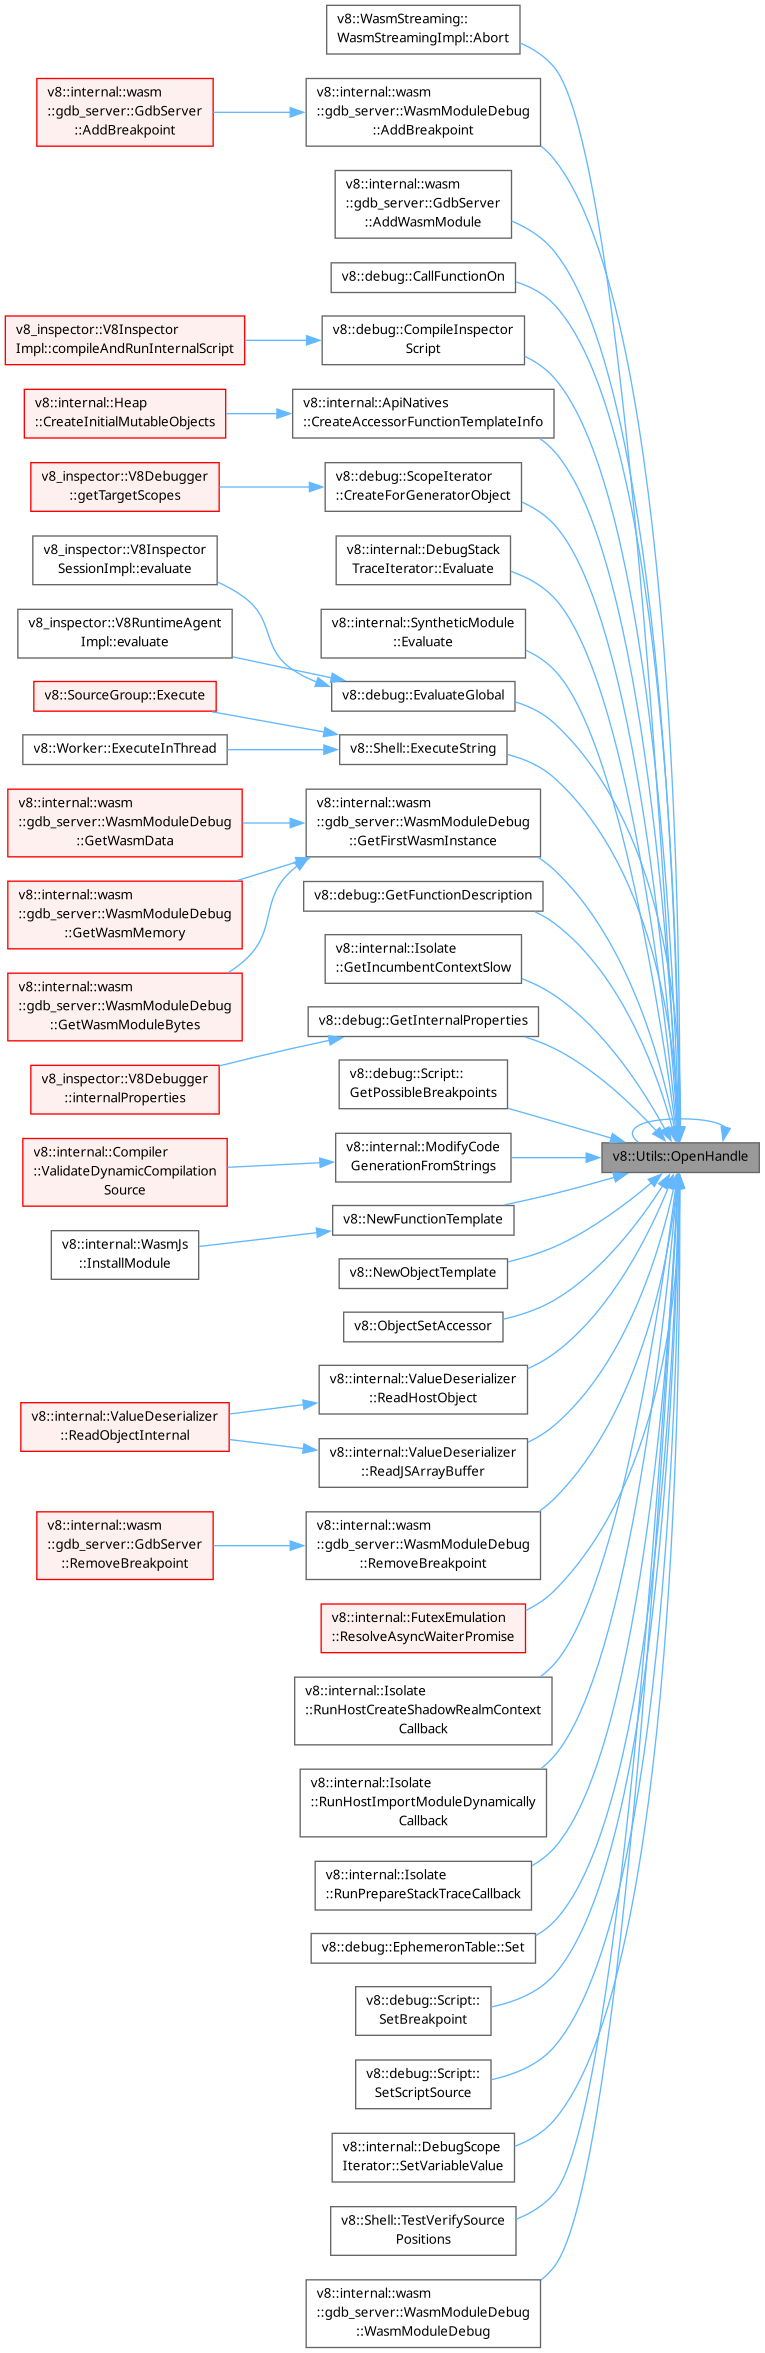 v8::WasmStreaming::
WasmStreamingImpl::Abort
v8::internal::wasm
::gdb_server::GdbServer
::AddBreakpoint
v8::internal::wasm
::gdb_server::WasmModuleDebug
::AddBreakpoint
v8::internal::wasm
::gdb_server::GdbServer
::AddWasmModule
v8::debug::CallFunctionOn
v8_inspector::V8Inspector
Impl::compileAndRunInternalScript
v8::debug::CompileInspector
Script
v8::internal::Heap
::CreateInitialMutableObjects
v8::internal::ApiNatives
::CreateAccessorFunctionTemplateInfo
v8_inspector::V8Debugger
::getTargetScopes
v8::debug::ScopeIterator
::CreateForGeneratorObject
v8_inspector::V8Inspector
SessionImpl::evaluate
v8::internal::DebugStack
TraceIterator::Evaluate
v8_inspector::V8RuntimeAgent
Impl::evaluate
v8::internal::SyntheticModule
::Evaluate
v8::SourceGroup::Execute
v8::debug::EvaluateGlobal
v8::Worker::ExecuteInThread
v8::Shell::ExecuteString
v8::internal::wasm
::gdb_server::WasmModuleDebug
::GetWasmData
v8::internal::wasm
::gdb_server::WasmModuleDebug
::GetFirstWasmInstance
v8::internal::wasm
::gdb_server::WasmModuleDebug
::GetWasmMemory
v8::debug::GetFunctionDescription
v8::internal::Isolate
::GetIncumbentContextSlow
v8::internal::wasm
::gdb_server::WasmModuleDebug
::GetWasmModuleBytes
v8::debug::GetInternalProperties
v8_inspector::V8Debugger
::internalProperties
v8::debug::Script::
GetPossibleBreakpoints
v8::internal::Compiler
::ValidateDynamicCompilation
Source
v8::internal::ModifyCode
GenerationFromStrings
v8::Utils::OpenHandle
v8::internal::WasmJs
::InstallModule
v8::NewFunctionTemplate
v8::NewObjectTemplate
v8::ObjectSetAccessor
v8::internal::ValueDeserializer
::ReadObjectInternal
v8::internal::ValueDeserializer
::ReadHostObject
v8::internal::ValueDeserializer
::ReadJSArrayBuffer
v8::internal::wasm
::gdb_server::GdbServer
::RemoveBreakpoint
v8::internal::wasm
::gdb_server::WasmModuleDebug
::RemoveBreakpoint
v8::internal::FutexEmulation
::ResolveAsyncWaiterPromise
v8::internal::Isolate
::RunHostCreateShadowRealmContext
Callback
v8::internal::Isolate
::RunHostImportModuleDynamically
Callback
v8::internal::Isolate
::RunPrepareStackTraceCallback
v8::debug::EphemeronTable::Set
v8::debug::Script::
SetBreakpoint
v8::debug::Script::
SetScriptSource
v8::internal::DebugScope
Iterator::SetVariableValue
v8::Shell::TestVerifySource
Positions
v8::internal::wasm
::gdb_server::WasmModuleDebug
::WasmModuleDebug